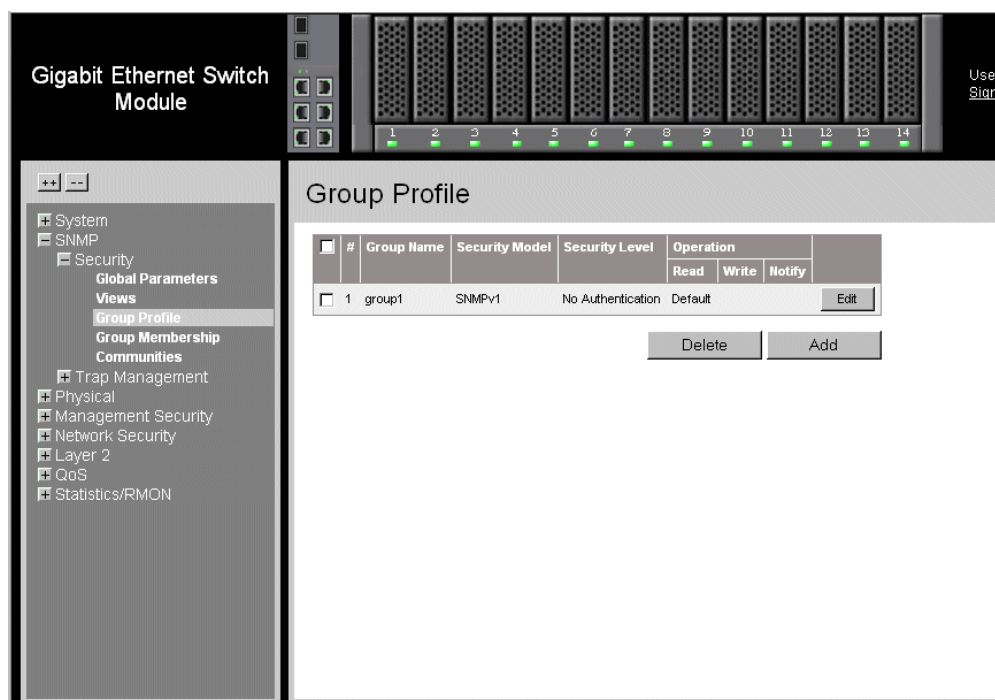 Gigabit Ethernet Switch
Module
1 2 3 4 5 6 7 8 9 10 11 12 13 14
Use
Sign
++ --
System
SNMP
Security
Global Parameters
Views
Group Profile
Group Membership
Communities
Trap Management
Physical
Management Security
Network Security
Layer 2
QoS
Statistics/RMON
Group Profile
# Group Name Security Model Security Level Operation
Read Write Notify
1 group1 SNMPv1 No Authentication Default Edit
Delete Add